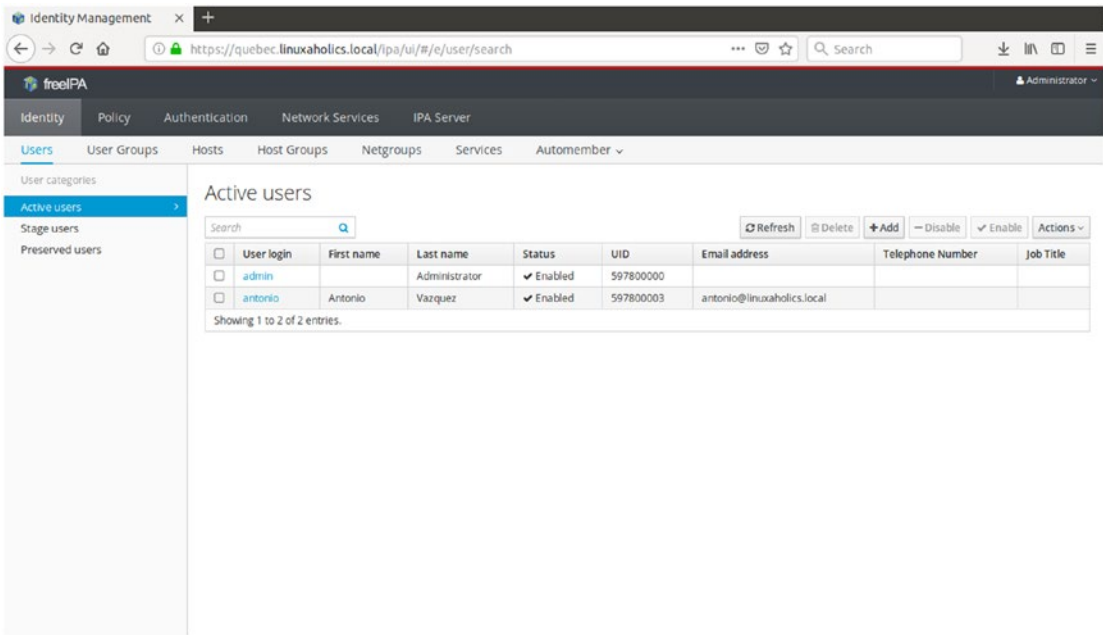 Identity Management
https://quebec.linuxaholics.local/ipa/ui/#/e/user/search
Search
freeIPA
Administrator
Identity Policy Authentication Network Services IPA Server
Users User Groups Hosts Host Groups Netgroups Services Automember
User categories
Active users
Stage users
Preserved users
Active users
Search
Refresh Delete Add Disable Enable Actions
User login First name Last name Status UID Email address Telephone Number Job Title
admin Administrator Enabled 597800000
antonio Antonio Vazquez Enabled 597800003 antonio@linuxaholics.local
Showing 1 to 2 of 2 entries.